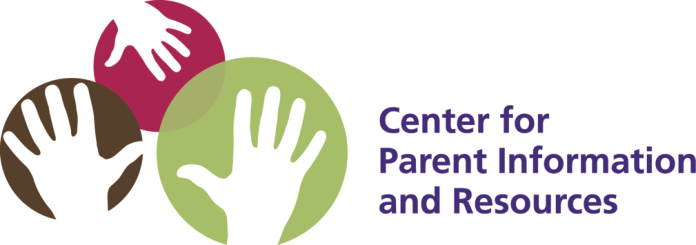 Center for
Parent Information
and Resources